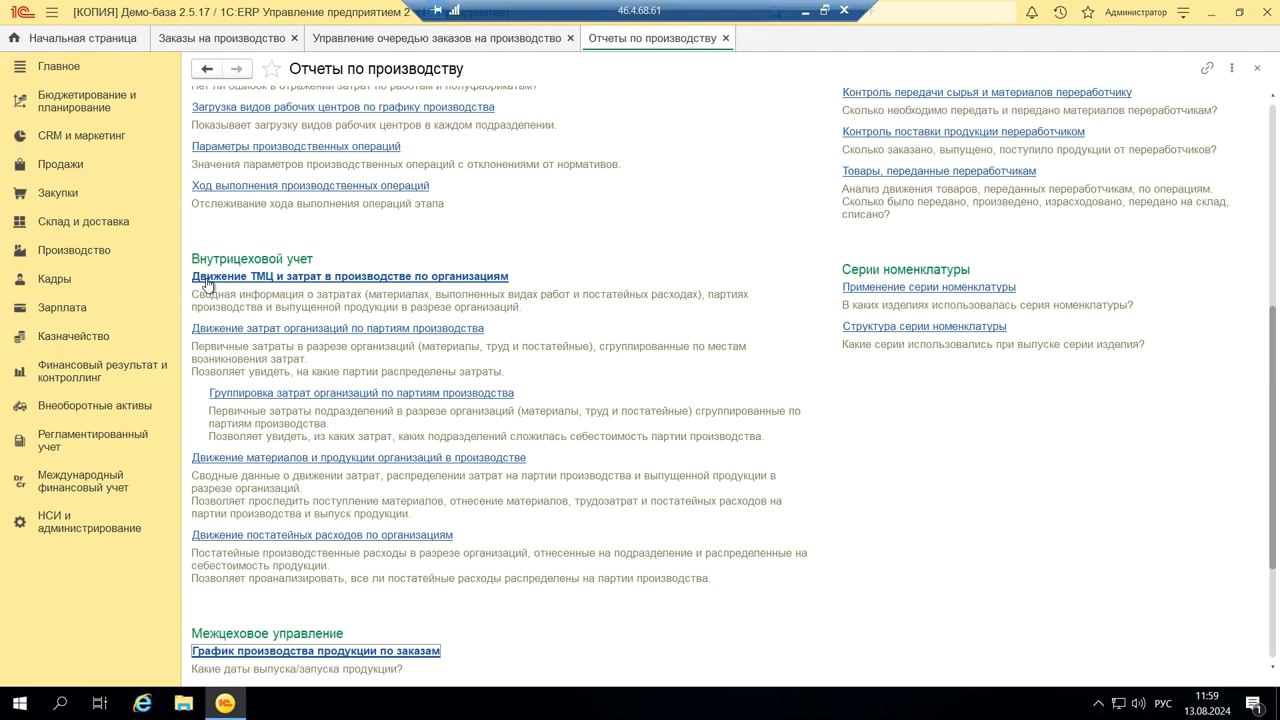 [КОПИЯ] Демо-база 2.5.17 / 1С:ERP Управление предприятием 2
46.4.68.61
Администратор
Начальная страница
Заказы на производство
Управление очередью заказов на производство
Отчеты по производству
Главное
Бюджетирование и
планирование
CRM и маркетинг
Продажи
Закупки
Склад и доставка
Производство
Кадры
Зарплата
Казначейство
Финансовый результат и
контроллинг
Внеоборотные активы
Регламентированный
учет
Международный
финансовый учет
НСИ и
администрирование
Отчеты по производству
Нет ли ошибок в отражении затрат по работам и полуфабрикатам?
Загрузка видов рабочих центров по графику производства
Показывает загрузку видов рабочих центров в каждом подразделении.
Параметры производственных операций
Значения параметров производственных операций с отклонениями от нормативов.
Ход выполнения производственных операций
Отслеживание хода выполнения операций этапа
Внутрицеховой учет
Движение ТМЦ и затрат в производстве по организациям
Сводная информация о затратах (материалах, выполненных видах работ и постатейных расходах), партиях
производства и выпущенной продукции в разрезе организаций.
Движение затрат организаций по партиям производства
Первичные затраты в разрезе организаций (материалы, труд и постатейные), сгруппированные по местам
возникновения затрат.
Позволяет увидеть, на какие партии распределены затраты.
Группировка затрат организаций по партиям производства
Первичные затраты подразделений в разрезе организаций (материалы, труд и постатейные) сгруппированные по
партиям производства.
Позволяет увидеть, из каких затрат, каких подразделений сложилась себестоимость партии производства.
Движение материалов и продукции организаций в производстве
Сводные данные о движении затрат, распределении затрат на партии производства и выпущенной продукции в
разрезе организаций.
Позволяет проследить поступление материалов, отнесение материалов, трудозатрат и постатейных расходов на
партии производства и выпуск продукции.
Движение постатейных расходов по организациям
Постатейные производственные расходы в разрезе организаций, отнесенные на подразделение и распределенные на
себестоимость продукции.
Позволяет проанализировать, все ли постатейные расходы распределены на партии производства.
Межцеховое управление
График производства продукции по заказам
Какие даты выпуска/запуска продукции?
Контроль передачи сырья и материалов переработчику
Сколько необходимо передать и передано материалов переработчикам?
Контроль поставки продукции переработчиком
Сколько заказано, выпущено, поступило продукции от переработчиков?
Товары, переданные переработчикам
Анализ движения товаров, переданных переработчикам, по операциям.
Сколько было передано, произведено, израсходовано, передано на склад,
списано?
Серии номенклатуры
Применение серии номенклатуры
В каких изделиях использовалась серия номенклатуры?
Структура серии номенклатуры
Какие серии использовались при выпуске серии изделия?
РУС
11:59
13.08.2024
1